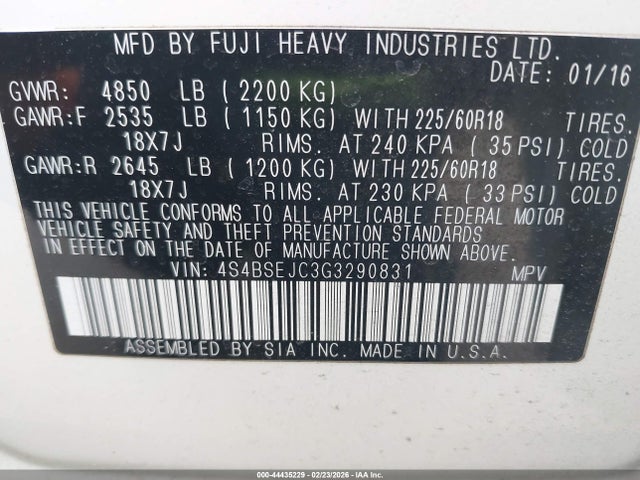 MFD BY FUJI HEAVY INDUSTRIES LTD.
DATE: 01/16
GVWR: 4850 LB ( 2200 KG)
GAWR:F 2535 LB ( 1150 KG) WITH 225/60R18 TIRES.
18X7J RIMS. AT 240 KPA ( 35 PSI) COLD
GAWR:R 2645 LB ( 1200 KG) WITH 225/60R18 TIRES.
18X7J RIMS. AT 230 KPA ( 33 PSI) COLD
THIS VEHICLE CONFORMS TO ALL APPLICABLE FEDERAL MOTOR
VEHICLE SAFETY AND THEFT PREVENTION STANDARDS
IN EFFECT ON THE DATE OF MANUFACTURE SHOWN ABOVE.
VIN: 4S4BSEJC3G3290831 MPV
ASSEMBLED BY SIA INC. MADE IN U.S.A.
000-44435229 - 02/23/2026 - IAA Inc.